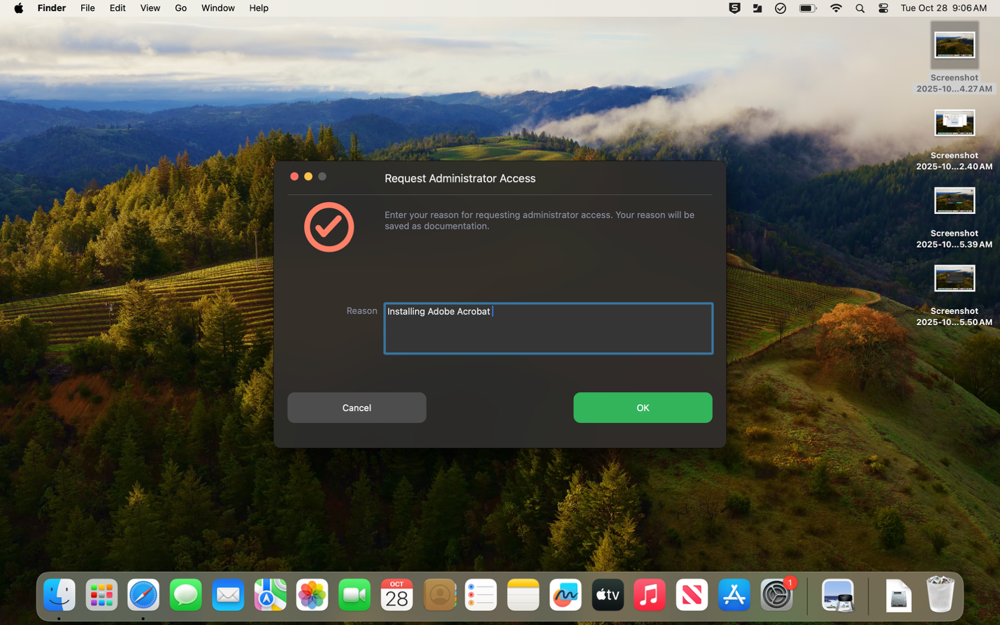 Finder File Edit View Go Window Help Tue Oct 28 9:06 AM
Screenshot
2025-10...4.27 AM
Screenshot
2025-10...2.40 AM
Screenshot
2025-10...5.39 AM
Screenshot
2025-10...5.50 AM
Request Administrator Access
Enter your reason for requesting administrator access. Your reason will be
saved as documentation.
Reason Installing Adobe Acrobat
Cancel OK
OCT
28
tv
1